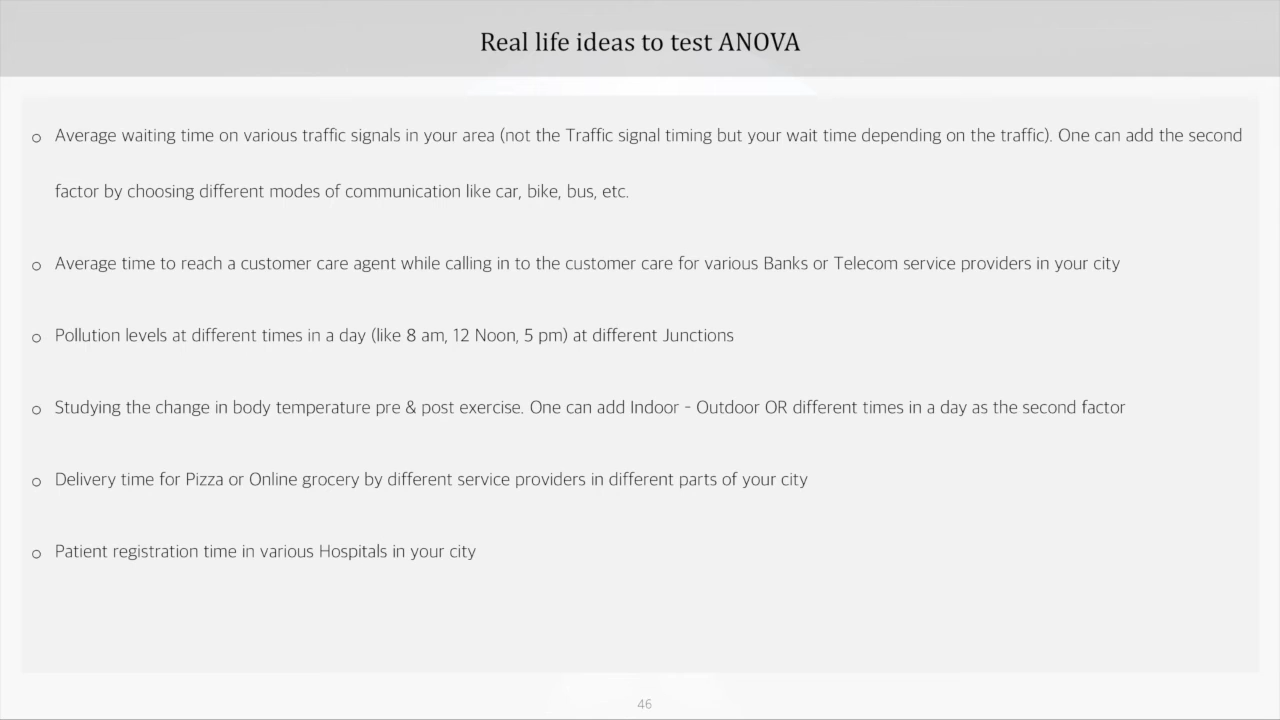 Real life ideas to test ANOVA
o Average waiting time on various traffic signals in your area (not the Traffic signal timing but your wait time depending on the traffic). One can add the second
factor by choosing different modes of communication like car, bike, bus, etc.
o Average time to reach a customer care agent while calling in to the customer care for various Banks or Telecom service providers in your city
o Pollution levels at different times in a day (like 8 am, 12 Noon, 5 pm) at different Junctions
o Studying the change in body temperature pre & post exercise. One can add Indoor - Outdoor OR different times in a day as the second factor
o Delivery time for Pizza or Online grocery by different service providers in different parts of your city
o Patient registration time in various Hospitals in your city
46